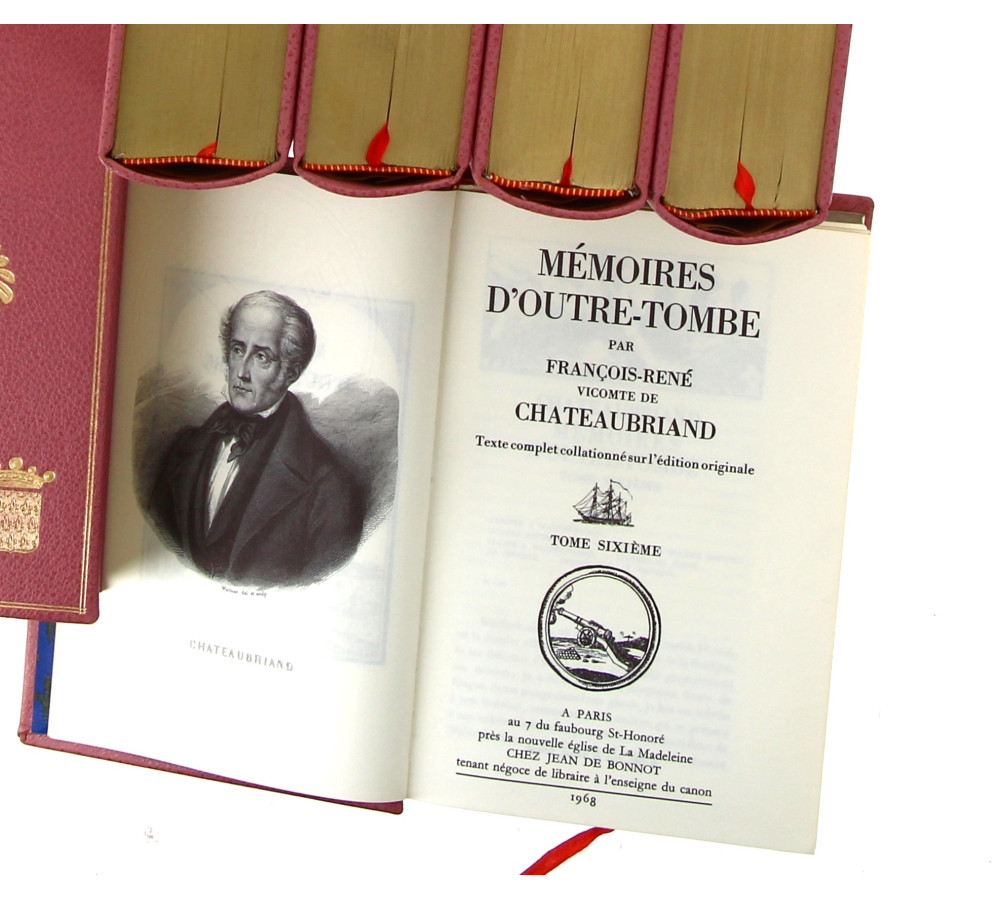 CHATEAUBRIAND
MÉMOIRES
D'OUTRE-TOMBE
PAR
FRANÇOIS-RENÉ
VICOMTE DE
CHATEAUBRIAND
Texte complet collationné sur l'édition originale
TOME SIXIÈME
A PARIS
au 7 du faubourg St-Honoré
près la nouvelle église de La Madeleine
CHEZ JEAN DE BONNOT
tenant négoce de libraire à l'enseigne du canon
1968